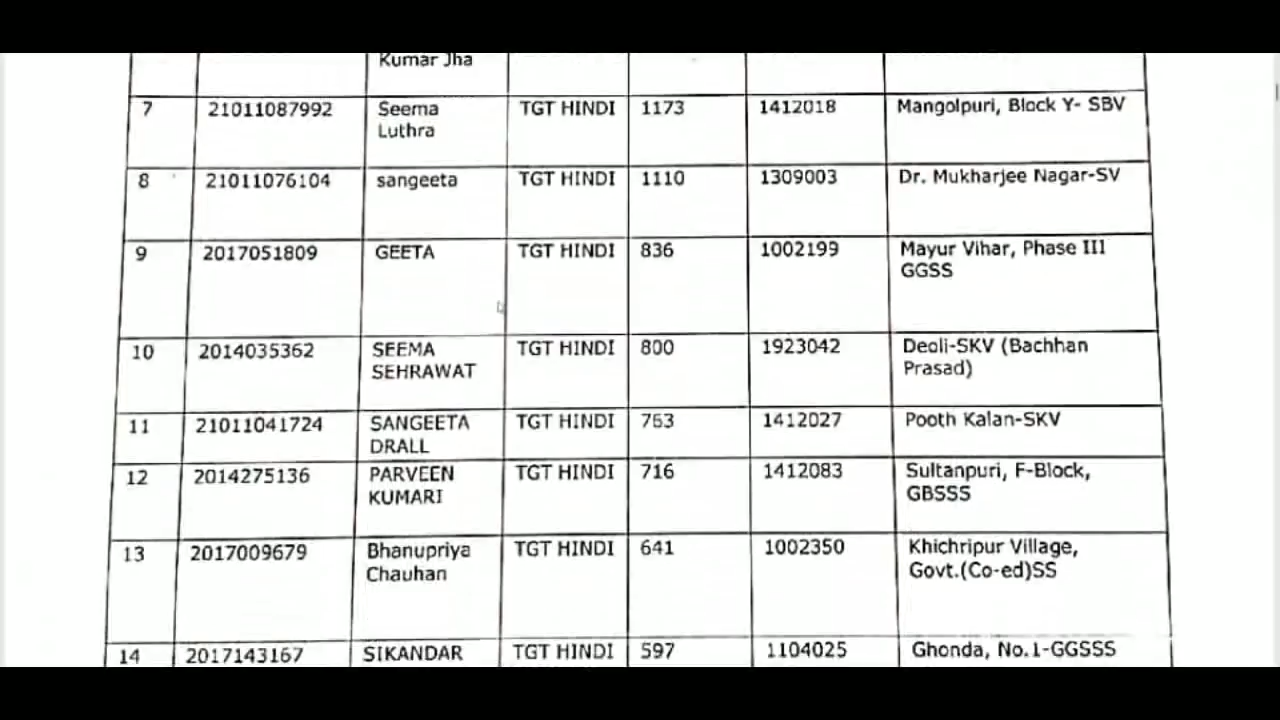 Kumar Jha
7 21011087992 Seema TGT HINDI 1173 1412018 Mangolpuri, Block Y- SBV
Luthra
8 21011076104 sangeeta TGT HINDI 1110 1309003 Dr. Mukharjee Nagar-SV
9 2017051809 GEETA TGT HINDI 836 1002199 Mayur Vihar, Phase III
GGSS
10 2014035362 SEEMA TGT HINDI 800 1923042 Deoli-SKV (Bachhan
SEHRAWAT Prasad)
11 21011041724 SANGEETA TGT HINDI 753 1412027 Pooth Kalan-SKV
DRALL
12 2014275136 PARVEEN TGT HINDI 716 1412083 Sultanpuri, F-Block,
KUMARI GBSSS
13 2017009679 Bhanupriya TGT HINDI 641 1002350 Khichripur Village,
Chauhan Govt.(Co-ed)SS
14 2017143167 SIKANDAR TGT HINDI 597 1104025 Ghonda, No.1-GGSSS